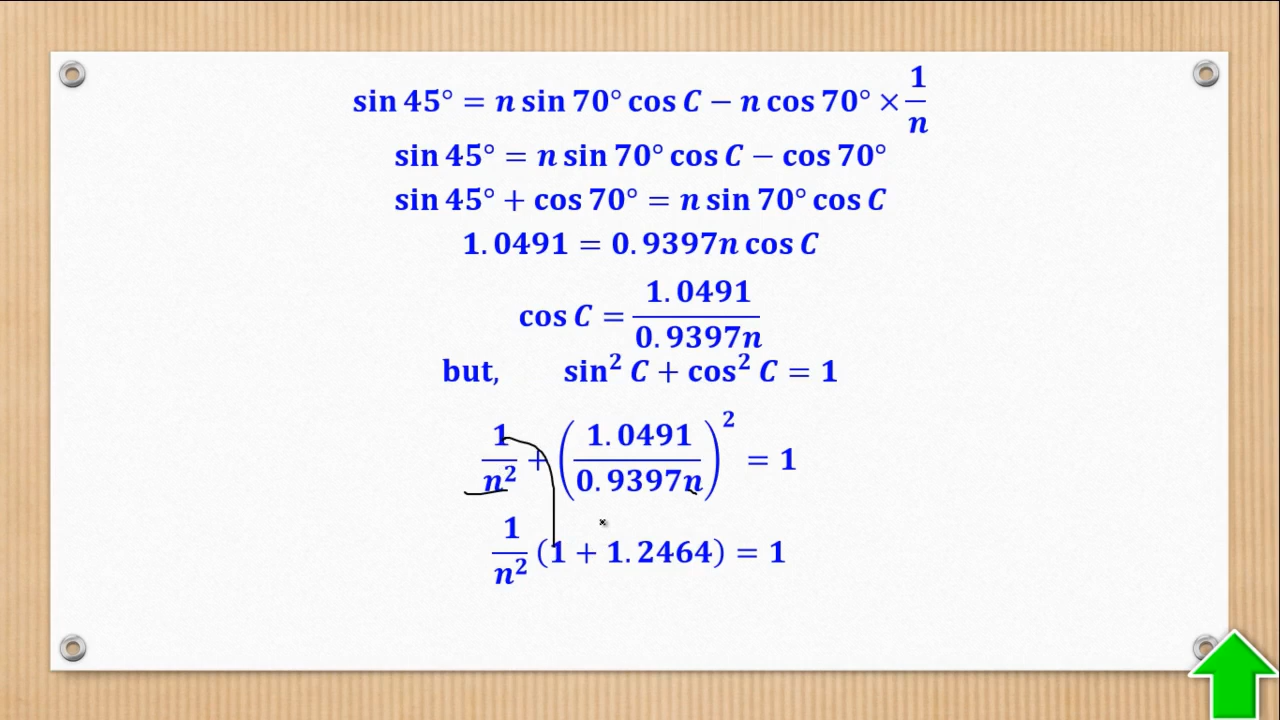 sin 45° = n sin 70° cos C − n cos 70° × 1/n
sin 45° = n sin 70° cos C − cos 70°
sin 45° + cos 70° = n sin 70° cos C
1.0491 = 0.9397n cos C
cos C = 1.0491/0.9397n
but, sin² C + cos² C = 1
1/n² + (1.0491/0.9397n)² = 1
1/n² (1 + 1.2464) = 1